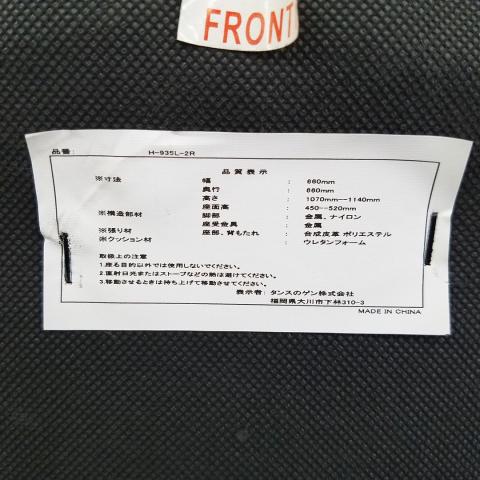 FRONT
品番: H-935L-2R
品質表示
※寸法 幅 : 660mm
奥行 : 660mm
高さ : 1070mm--1140mm
座面高 : 450--520mm
※構造部材 脚部 : 金属、ナイロン
座受金具 : 金属
※張り材 座部、背もたれ : 合成皮革 ポリエステル
※クッション材 : ウレタンフォーム
取扱上の注意
1.座る目的以外では使用しないでください。
2.直射日光またはストーブなどの熱は避けてください。
3.移動させるときは持ち上げて移動させてください。
表示者: タンスのゲン株式会社
福岡県大川市下林310-3
MADE IN CHINA